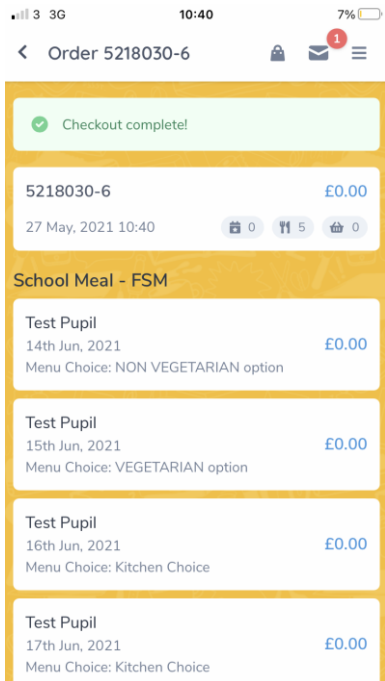 3 3G 10:40 7%
Order 5218030-6 1
Checkout complete!
5218030-6 £0.00
27 May, 2021 10:40 0 5 0
School Meal - FSM
Test Pupil
14th Jun, 2021 £0.00
Menu Choice: NON VEGETARIAN option
Test Pupil
15th Jun, 2021 £0.00
Menu Choice: VEGETARIAN option
Test Pupil
16th Jun, 2021 £0.00
Menu Choice: Kitchen Choice
Test Pupil
17th Jun, 2021 £0.00
Menu Choice: Kitchen Choice